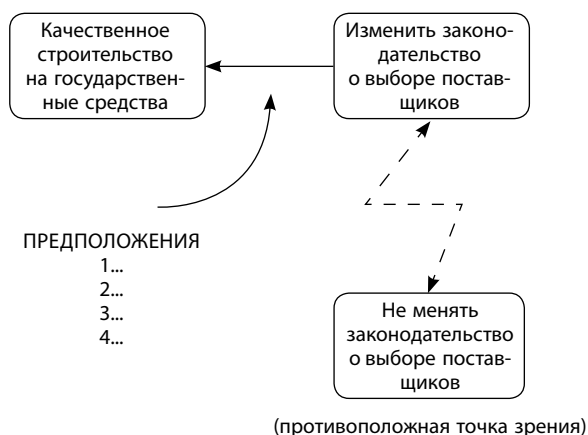 Качественное
строительство
на государствен-
ные средства
Изменить законо-
дательство
о выборе постав-
щиков
ПРЕДПОЛОЖЕНИЯ
1...
2...
3...
4...
Не менять
законодательство
о выборе постав-
щиков
(противоположная точка зрения)